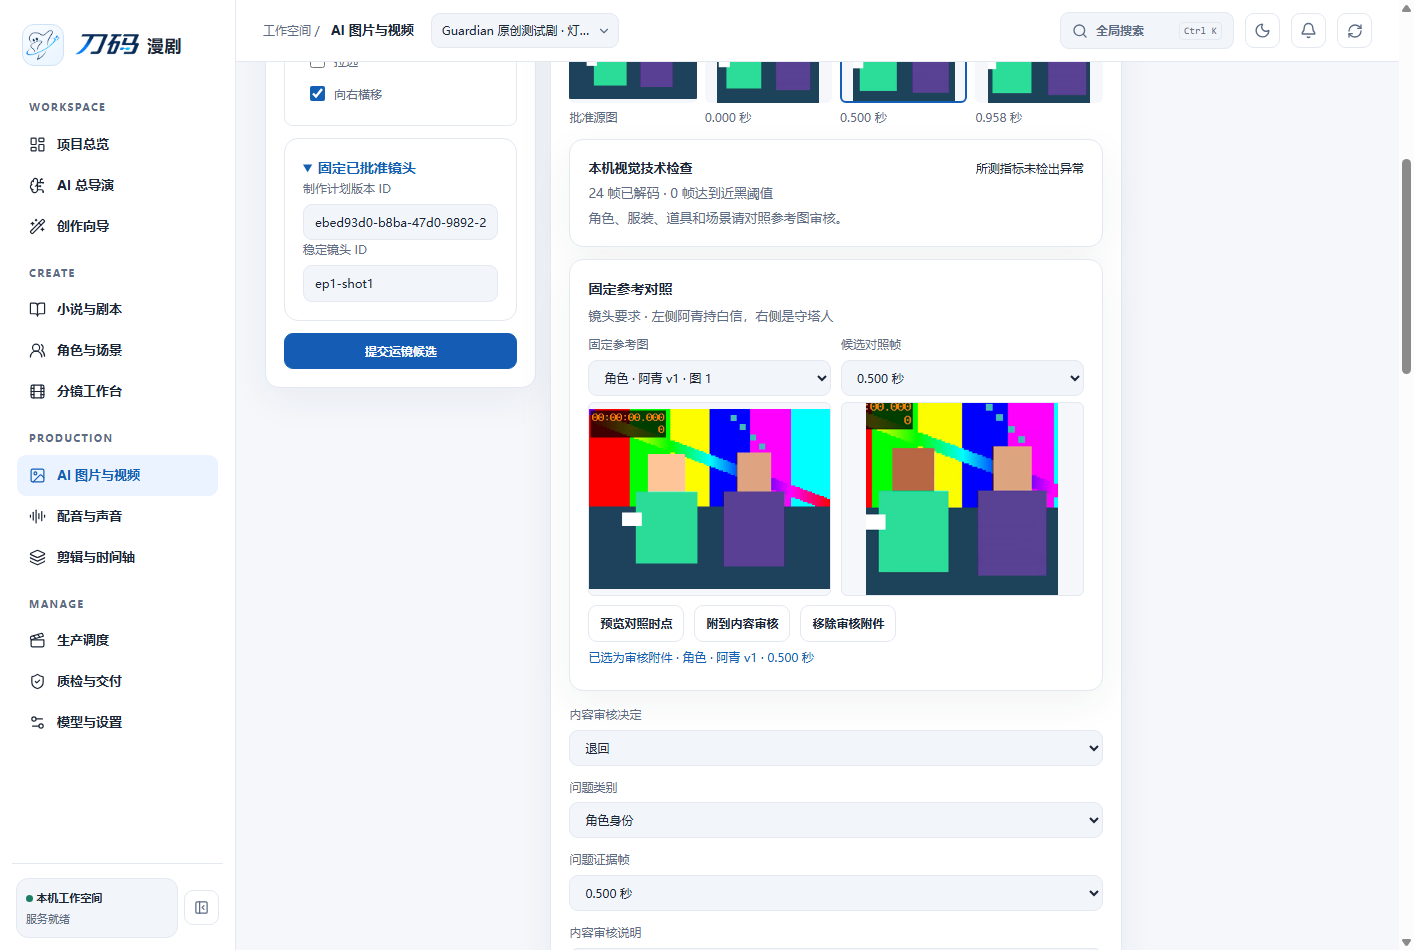 刀码 漫剧
WORKSPACE
项目总览
AI 总导演
创作向导
CREATE
小说与剧本
角色与场景
分镜工作台
PRODUCTION
AI 图片与视频
配音与声音
剪辑与时间轴
MANAGE
生产调度
质检与交付
模型与设置
本机工作空间
服务就绪
工作空间 / AI 图片与视频
Guardian 原创测试剧 · 灯...
全局搜索 Ctrl K
向右横移
固定已批准镜头
制作计划版本 ID
ebed93d0-b8ba-47d0-9892-2
稳定镜头 ID
ep1-shot1
提交运镜候选
批准源图 0.000 秒 0.500 秒 0.958 秒
本机视觉技术检查 所测指标未检出异常
24 帧已解码 · 0 帧达到近黑阈值
角色、服装、道具和场景请对照参考图审核。
固定参考对照
镜头要求 · 左侧阿青持白信，右侧是守塔人
固定参考图 候选对照帧
角色 · 阿青 v1 · 图 1 0.500 秒
00:00:00.000
0
:00.000
0
预览对照时点 附到内容审核 移除审核附件
已选为审核附件 · 角色 · 阿青 v1 · 0.500 秒
内容审核决定
退回
问题类别
角色身份
问题证据帧
0.500 秒
内容审核说明